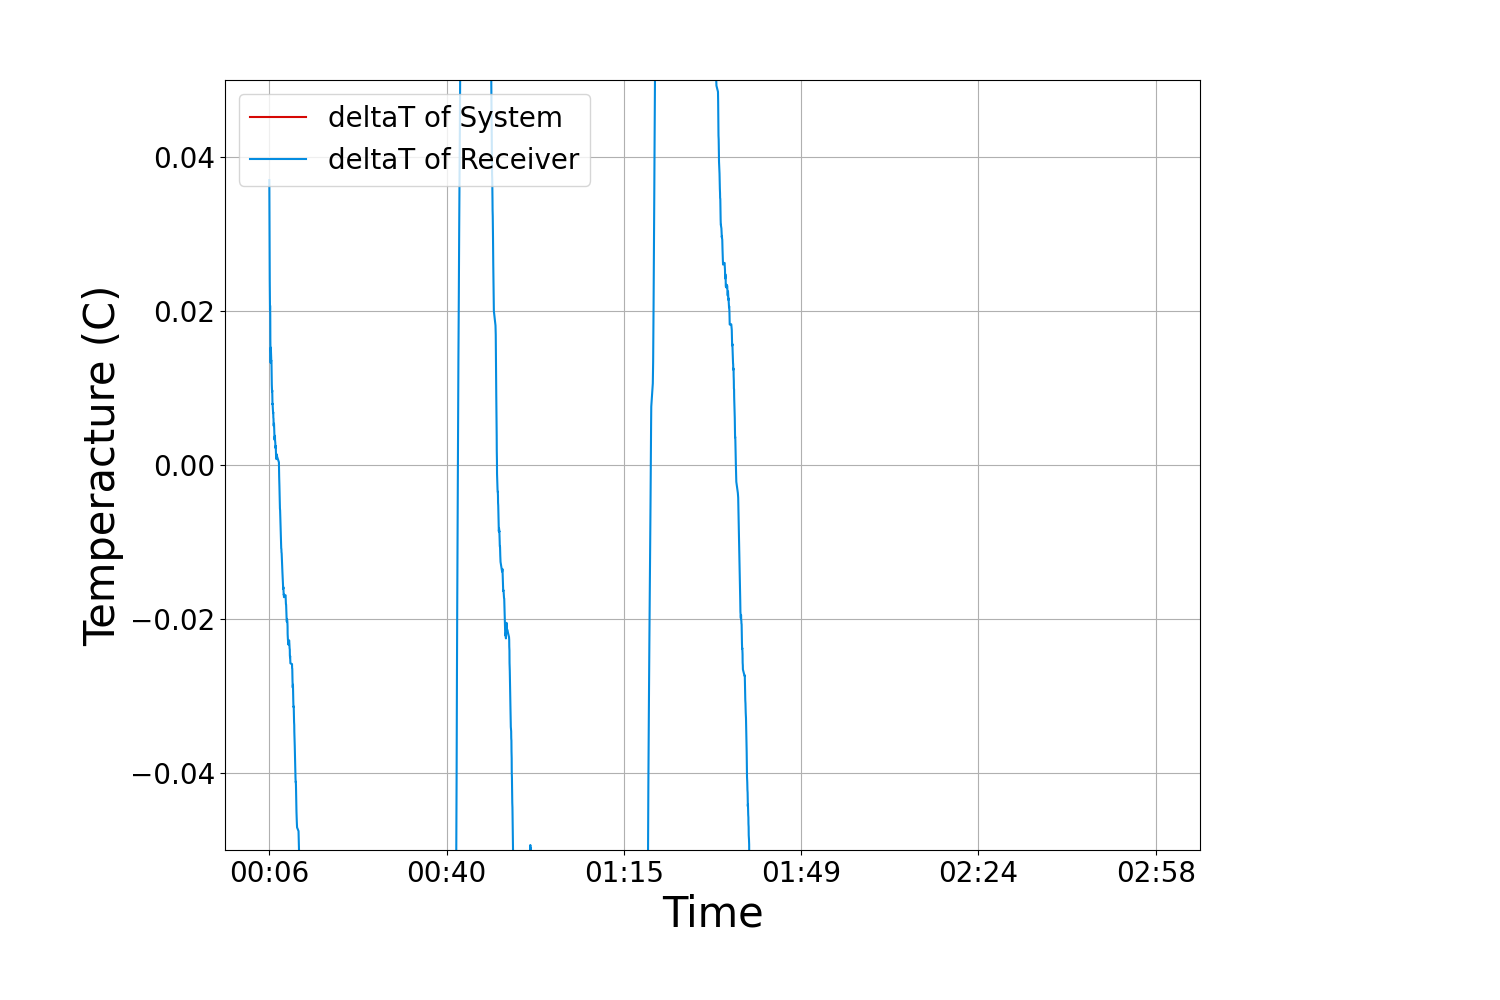 deltaT of System
deltaT of Receiver
0.04
0.02
0.00
−0.02
−0.04
Temperacture (C)
00:06 00:40 01:15 01:49 02:24 02:58
Time